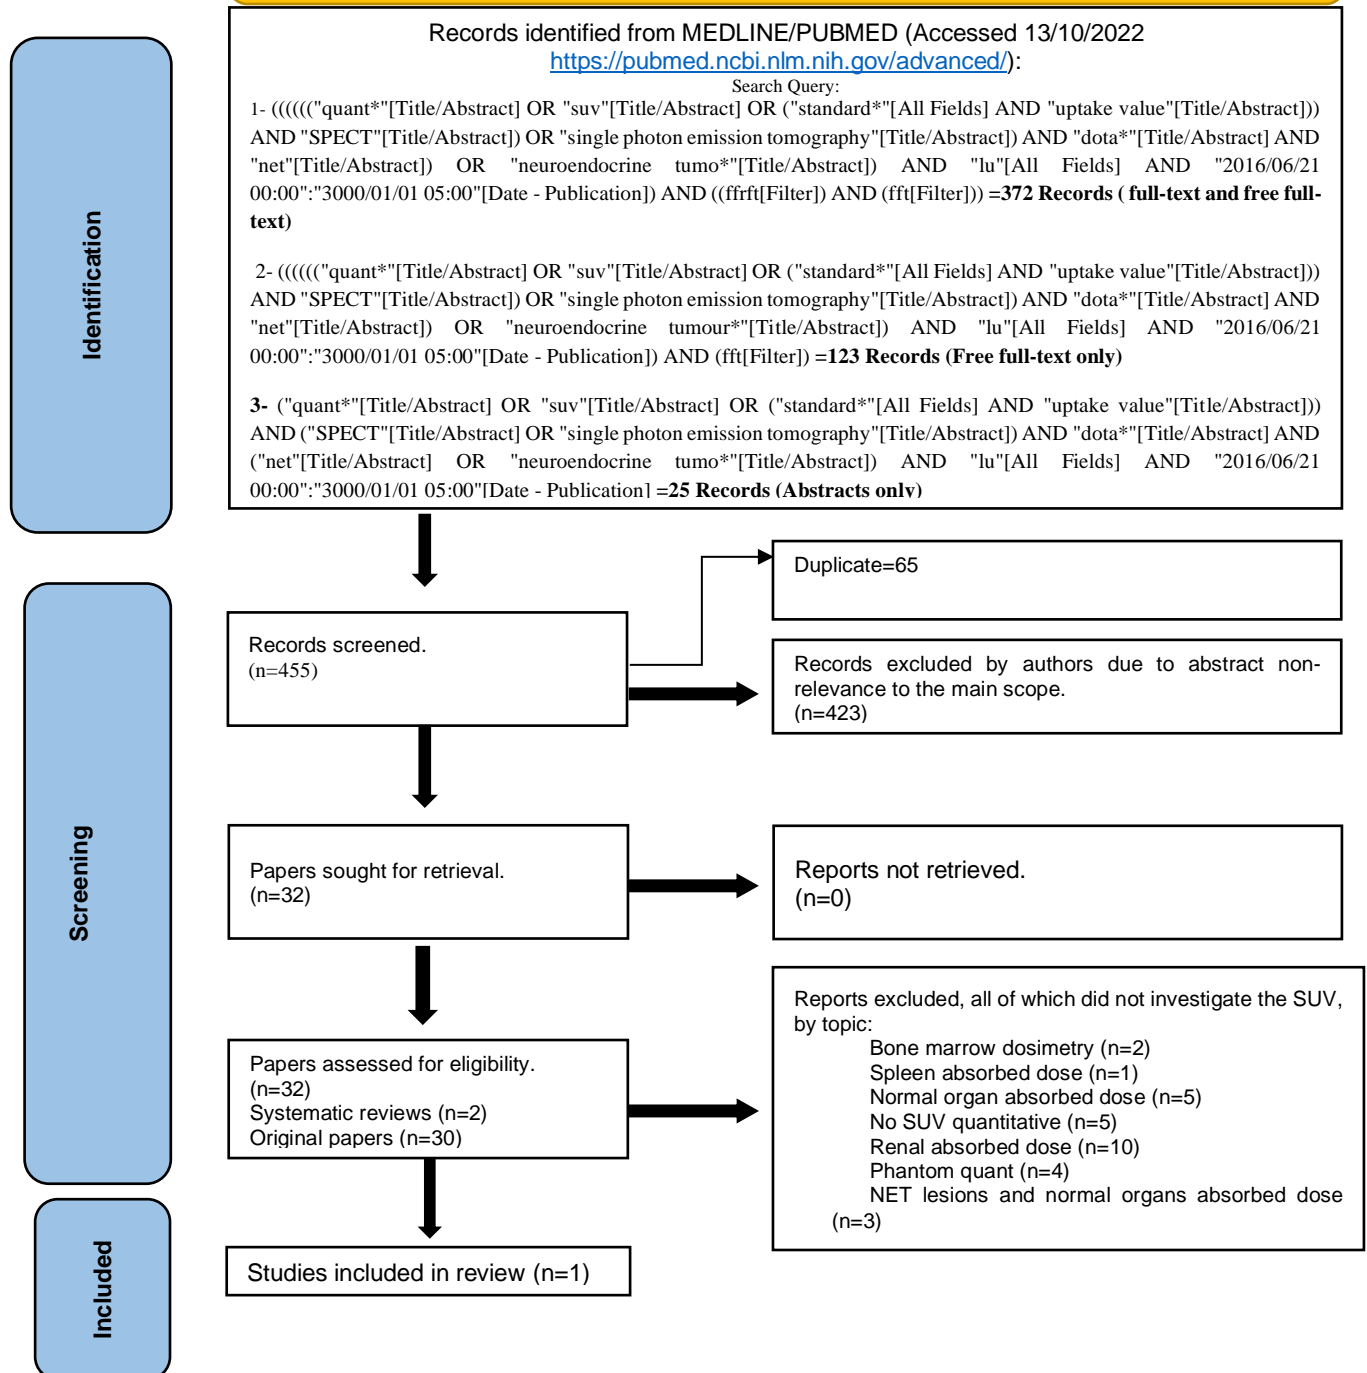 Records identified from MEDLINE/PUBMED (Accessed 13/10/2022
https://pubmed.ncbi.nlm.nih.gov/advanced/):
Search Query:
1- (((((("quant*"[Title/Abstract] OR "suv"[Title/Abstract] OR ("standard*"[All Fields] AND "uptake value"[Title/Abstract]))
AND "SPECT"[Title/Abstract]) OR "single photon emission tomography"[Title/Abstract]) AND "dota*"[Title/Abstract] AND
"net"[Title/Abstract]) OR "neuroendocrine tumo*"[Title/Abstract]) AND "lu"[All Fields] AND "2016/06/21
00:00":"3000/01/01 05:00"[Date - Publication]) AND ((ffrft[Filter]) AND (fft[Filter])) =372 Records ( full-text and free full-
text)
2- (((((("quant*"[Title/Abstract] OR "suv"[Title/Abstract] OR ("standard*"[All Fields] AND "uptake value"[Title/Abstract]))
AND "SPECT"[Title/Abstract]) OR "single photon emission tomography"[Title/Abstract]) AND "dota*"[Title/Abstract] AND
"net"[Title/Abstract]) OR "neuroendocrine tumour*"[Title/Abstract]) AND "lu"[All Fields] AND "2016/06/21
00:00":"3000/01/01 05:00"[Date - Publication]) AND (fft[Filter]) =123 Records (Free full-text only)
3- ("quant*"[Title/Abstract] OR "suv"[Title/Abstract] OR ("standard*"[All Fields] AND "uptake value"[Title/Abstract]))
AND ("SPECT"[Title/Abstract] OR "single photon emission tomography"[Title/Abstract]) AND "dota*"[Title/Abstract] AND
("net"[Title/Abstract] OR "neuroendocrine tumo*"[Title/Abstract]) AND "lu"[All Fields] AND "2016/06/21
00:00":"3000/01/01 05:00"[Date - Publication] =25 Records (Abstracts only)
Identification
Duplicate=65
Records screened.
(n=455)
Records excluded by authors due to abstract non-
relevance to the main scope.
(n=423)
Screening
Papers sought for retrieval.
(n=32)
Reports not retrieved.
(n=0)
Papers assessed for eligibility.
(n=32)
Systematic reviews (n=2)
Original papers (n=30)
Reports excluded, all of which did not investigate the SUV,
by topic:
Bone marrow dosimetry (n=2)
Spleen absorbed dose (n=1)
Normal organ absorbed dose (n=5)
No SUV quantitative (n=5)
Renal absorbed dose (n=10)
Phantom quant (n=4)
NET lesions and normal organs absorbed dose
(n=3)
Included
Studies included in review (n=1)